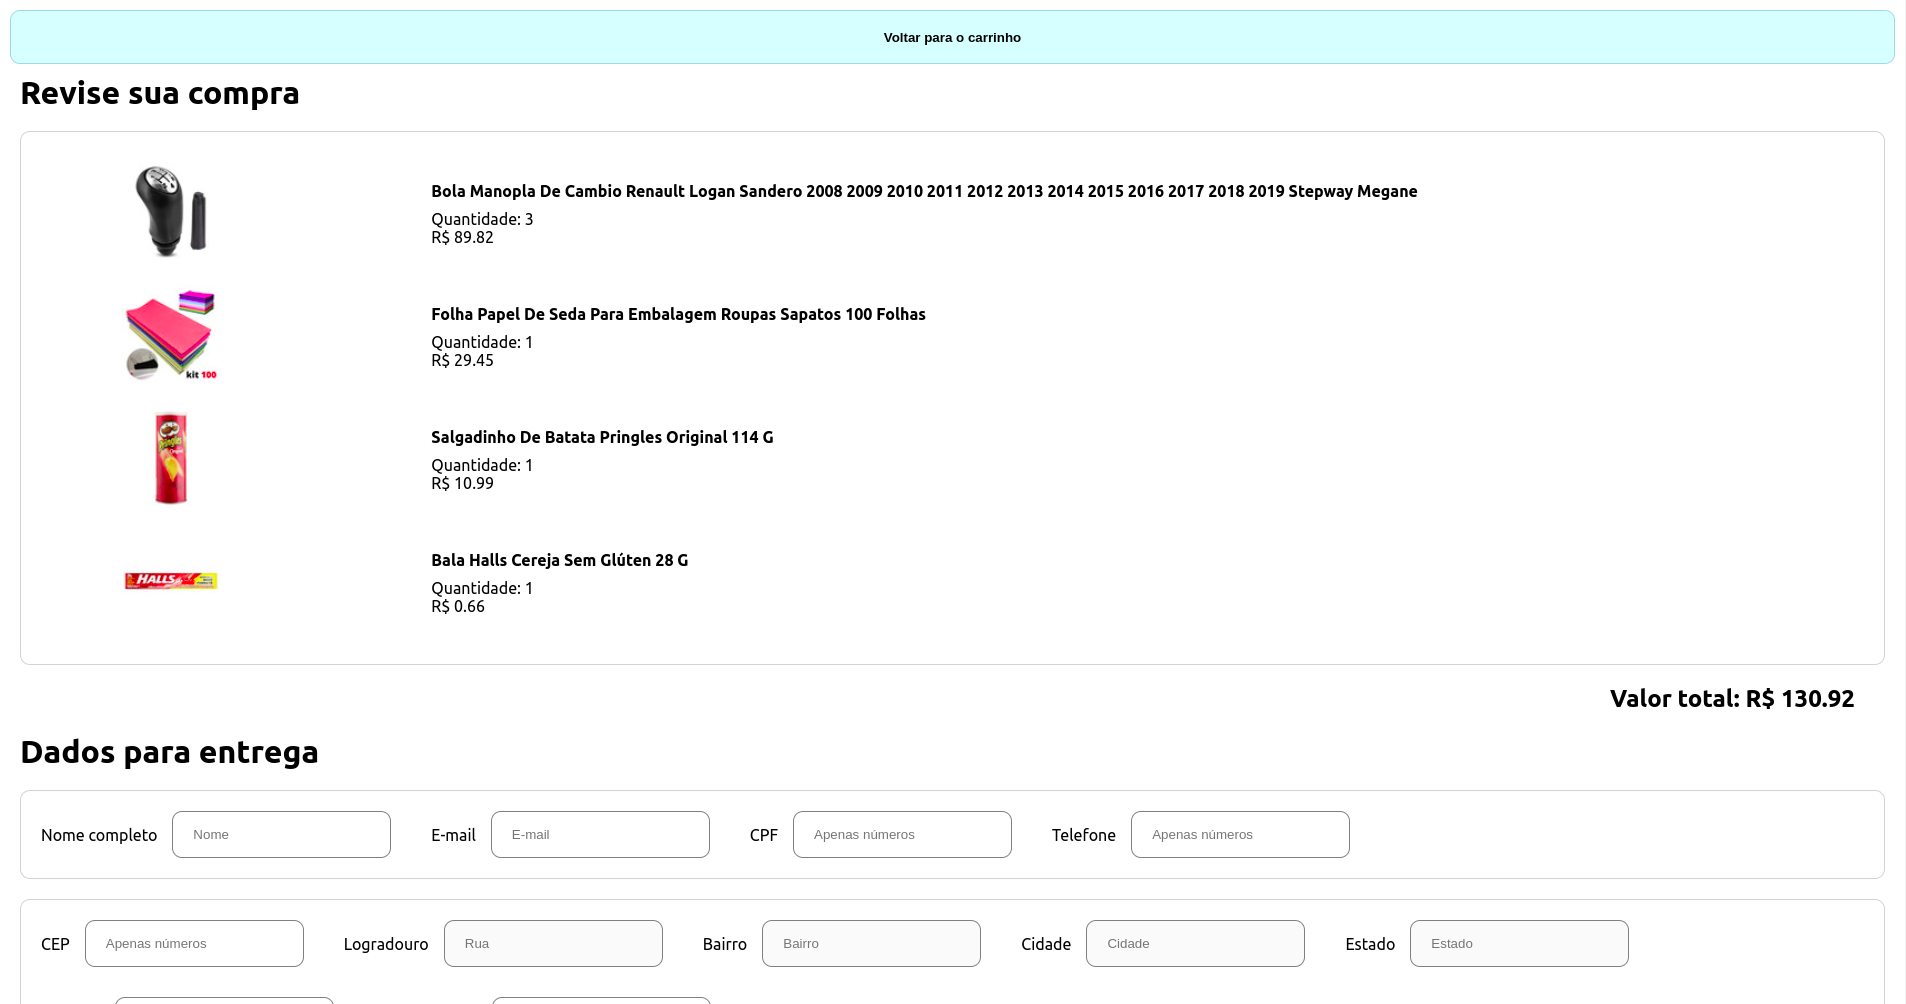 Voltar para o carrinho
Revise sua compra
Bola Manopla De Cambio Renault Logan Sandero 2008 2009 2010 2011 2012 2013 2014 2015 2016 2017 2018 2019 Stepway Megane
Quantidade: 3
R$ 89.82
kit 100
Folha Papel De Seda Para Embalagem Roupas Sapatos 100 Folhas
Quantidade: 1
R$ 29.45
Pringles
Salgadinho De Batata Pringles Original 114 G
Quantidade: 1
R$ 10.99
HALLS
Bala Halls Cereja Sem Glúten 28 G
Quantidade: 1
R$ 0.66
Valor total: R$ 130.92
Dados para entrega
Nome completo Nome E-mail E-mail CPF Apenas números Telefone Apenas números
CEP Apenas números Logradouro Rua Bairro Bairro Cidade Cidade Estado Estado